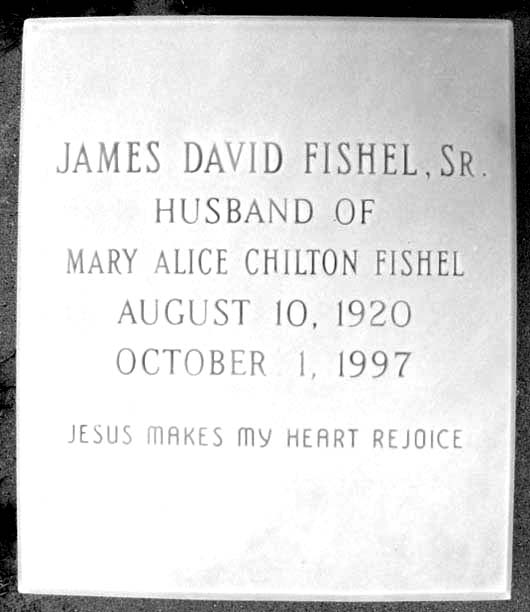 JAMES DAVID FISHEL, SR.
HUSBAND OF
MARY ALICE CHILTON FISHEL
AUGUST 10, 1920
OCTOBER 1, 1997
JESUS MAKES MY HEART REJOICE